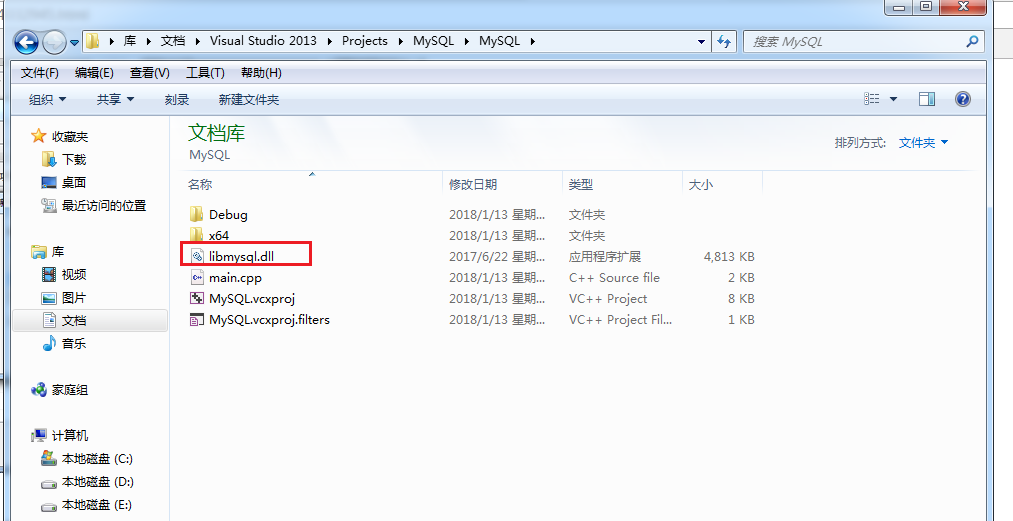 库 文档 Visual Studio 2013 Projects MySQL MySQL 搜索 MySQL
文件(F) 编辑(E) 查看(V) 工具(T) 帮助(H)
组织 共享 刻录 新建文件夹
收藏夹
下载
桌面
最近访问的位置
库
视频
图片
文档
音乐
家庭组
计算机
本地磁盘 (C:)
本地磁盘 (D:)
本地磁盘 (E:)
文档库
MySQL
排列方式: 文件夹
名称 修改日期 类型 大小
Debug 2018/1/13 星期... 文件夹
x64 2018/1/13 星期... 文件夹
libmysql.dll 2017/6/22 星期... 应用程序扩展 4,813 KB
main.cpp 2018/1/13 星期... C++ Source file 2 KB
MySQL.vcxproj 2018/1/13 星期... VC++ Project 8 KB
MySQL.vcxproj.filters 2018/1/13 星期... VC++ Project Fil... 1 KB